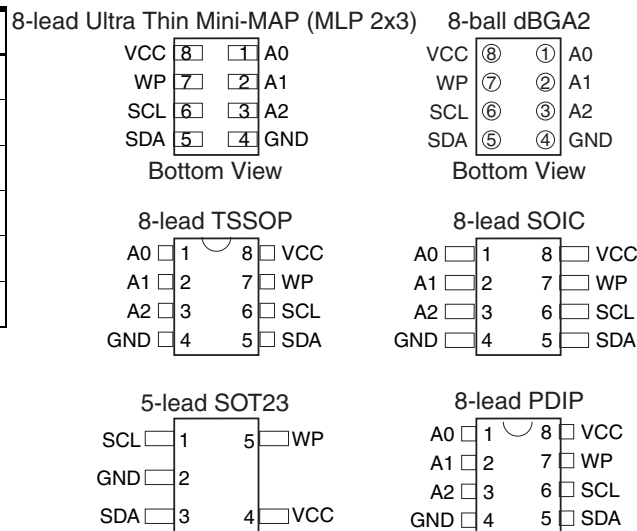 8-lead Ultra Thin Mini-MAP (MLP 2x3)
VCC 8 1 A0
WP 7 2 A1
SCL 6 3 A2
SDA 5 4 GND
Bottom View
8-ball dBGA2
VCC 8 1 A0
WP 7 2 A1
SCL 6 3 A2
SDA 5 4 GND
Bottom View
8-lead TSSOP
A0 1 8 VCC
A1 2 7 WP
A2 3 6 SCL
GND 4 5 SDA
8-lead SOIC
A0 1 8 VCC
A1 2 7 WP
A2 3 6 SCL
GND 4 5 SDA
5-lead SOT23
SCL 1 5 WP
GND 2
SDA 3 4 VCC
8-lead PDIP
A0 1 8 VCC
A1 2 7 WP
A2 3 6 SCL
GND 4 5 SDA